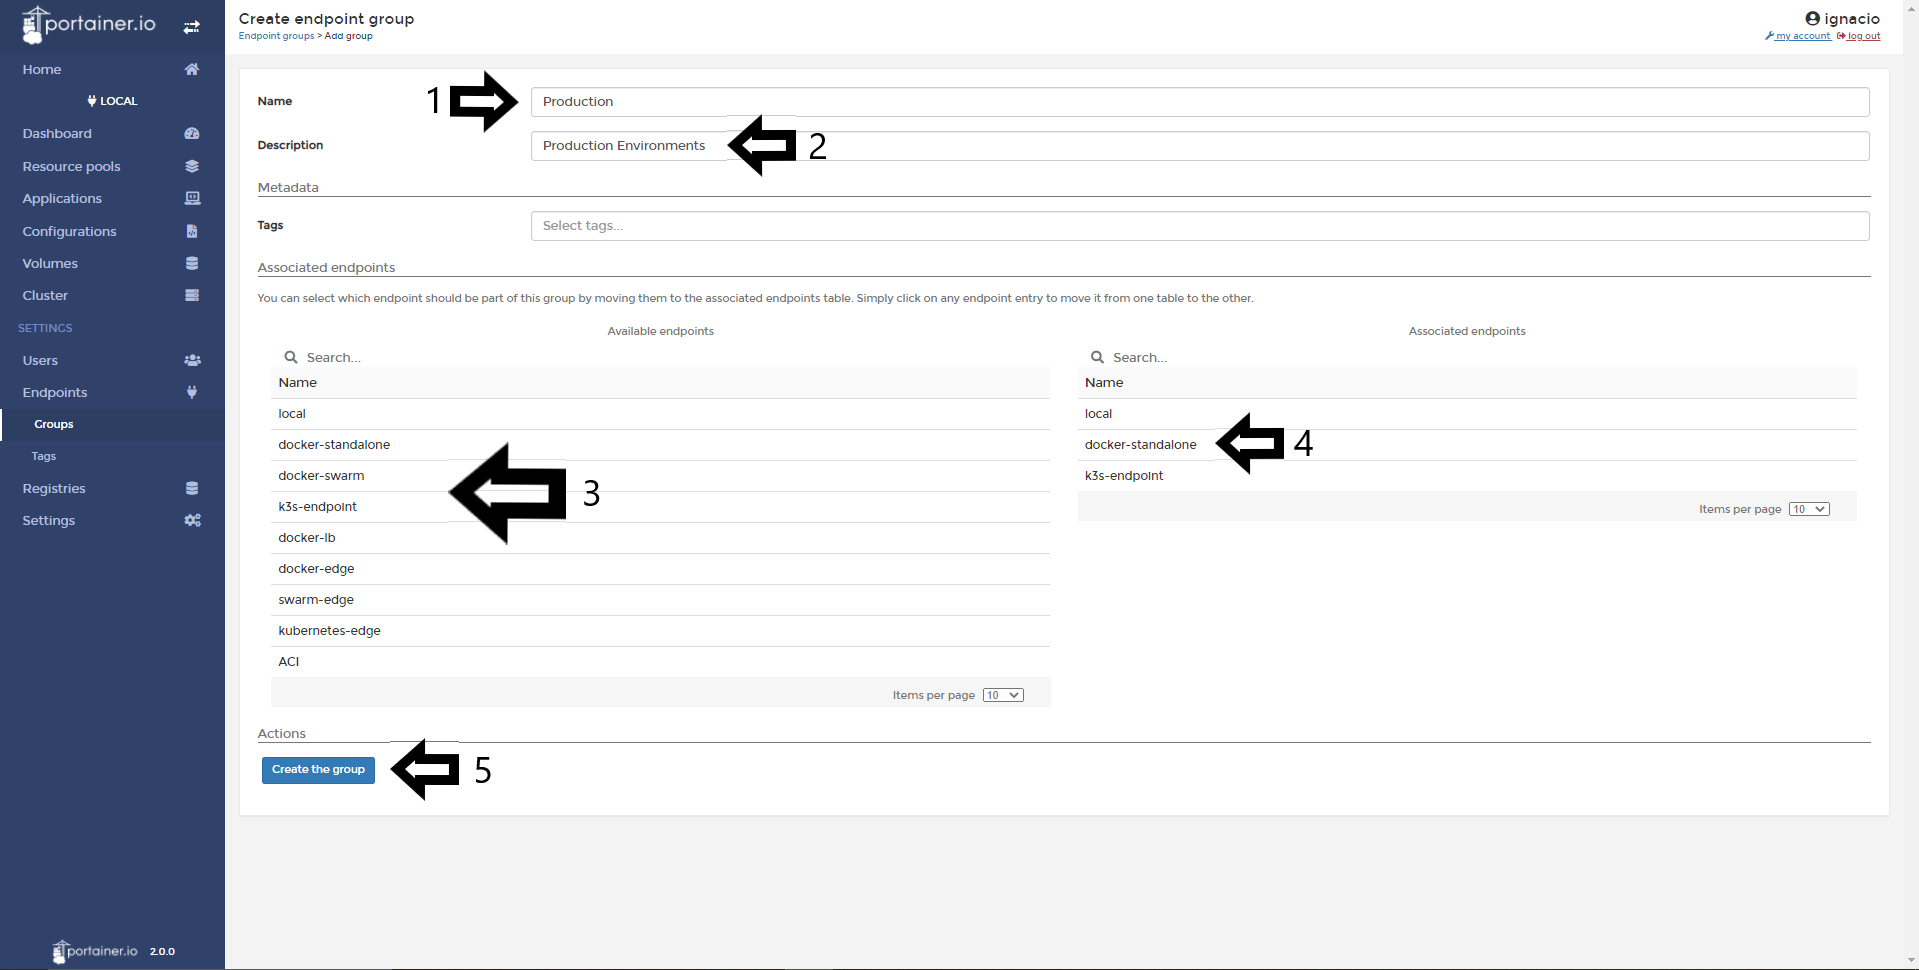 portainer.io
Create endpoint group
ignacio
Endpoint groups > Add group
my account log out
Home
LOCAL
Dashboard
Resource pools
Applications
Configurations
Volumes
Cluster
SETTINGS
Users
Endpoints
Groups
Tags
Registries
Settings
portainer.io 2.0.0
Name 1 Production
Description Production Environments 2
Metadata
Tags Select tags...
Associated endpoints
You can select which endpoint should be part of this group by moving them to the associated endpoints table. Simply click on any endpoint entry to move it from one table to the other.
Available endpoints
Search...
Name
local
docker-standalone
docker-swarm
3
k3s-endpoint
docker-lb
docker-edge
swarm-edge
kubernetes-edge
ACI
Items per page 10
Associated endpoints
Search...
Name
local
docker-standalone 4
k3s-endpoint
Items per page 10
Actions
Create the group 5